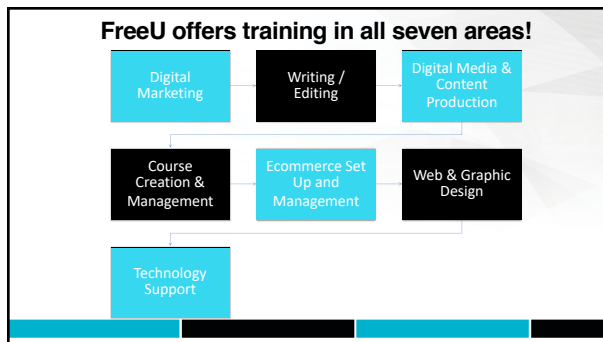 FreeU offers training in all seven areas!
Digital
Marketing
Writing /
Editing
Digital Media &
Content
Production
Course
Creation &
Management
Ecommerce Set
Up and
Management
Web & Graphic
Design
Technology
Support